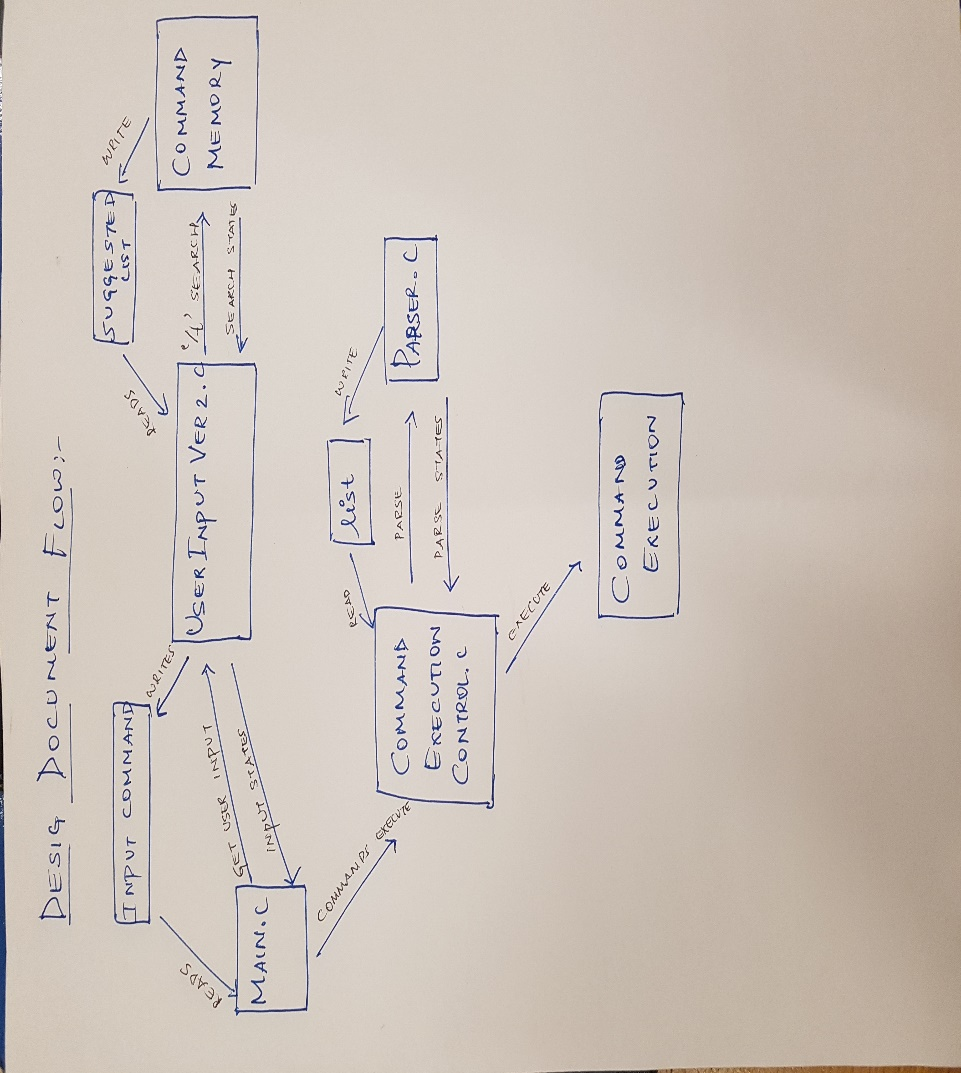 DESIG DOCUMENT FLOW:-
INPUT COMMAND
WRITES
READS
MAIN.C
GET USER INPUT
INPUT STATES
USER INPUT VER 2.C
READS
SUGGESTED
LIST
WRITE
COMMAND
MEMORY
SEARCH
SEARCH STATES
COMMANDS EXECUTE
COMMAND
EXECUTION
CONTROL.C
READ
list
WRITE
PARSER.C
PARSE
PARSE STATES
EXECUTE
COMMAND
EXECUTION